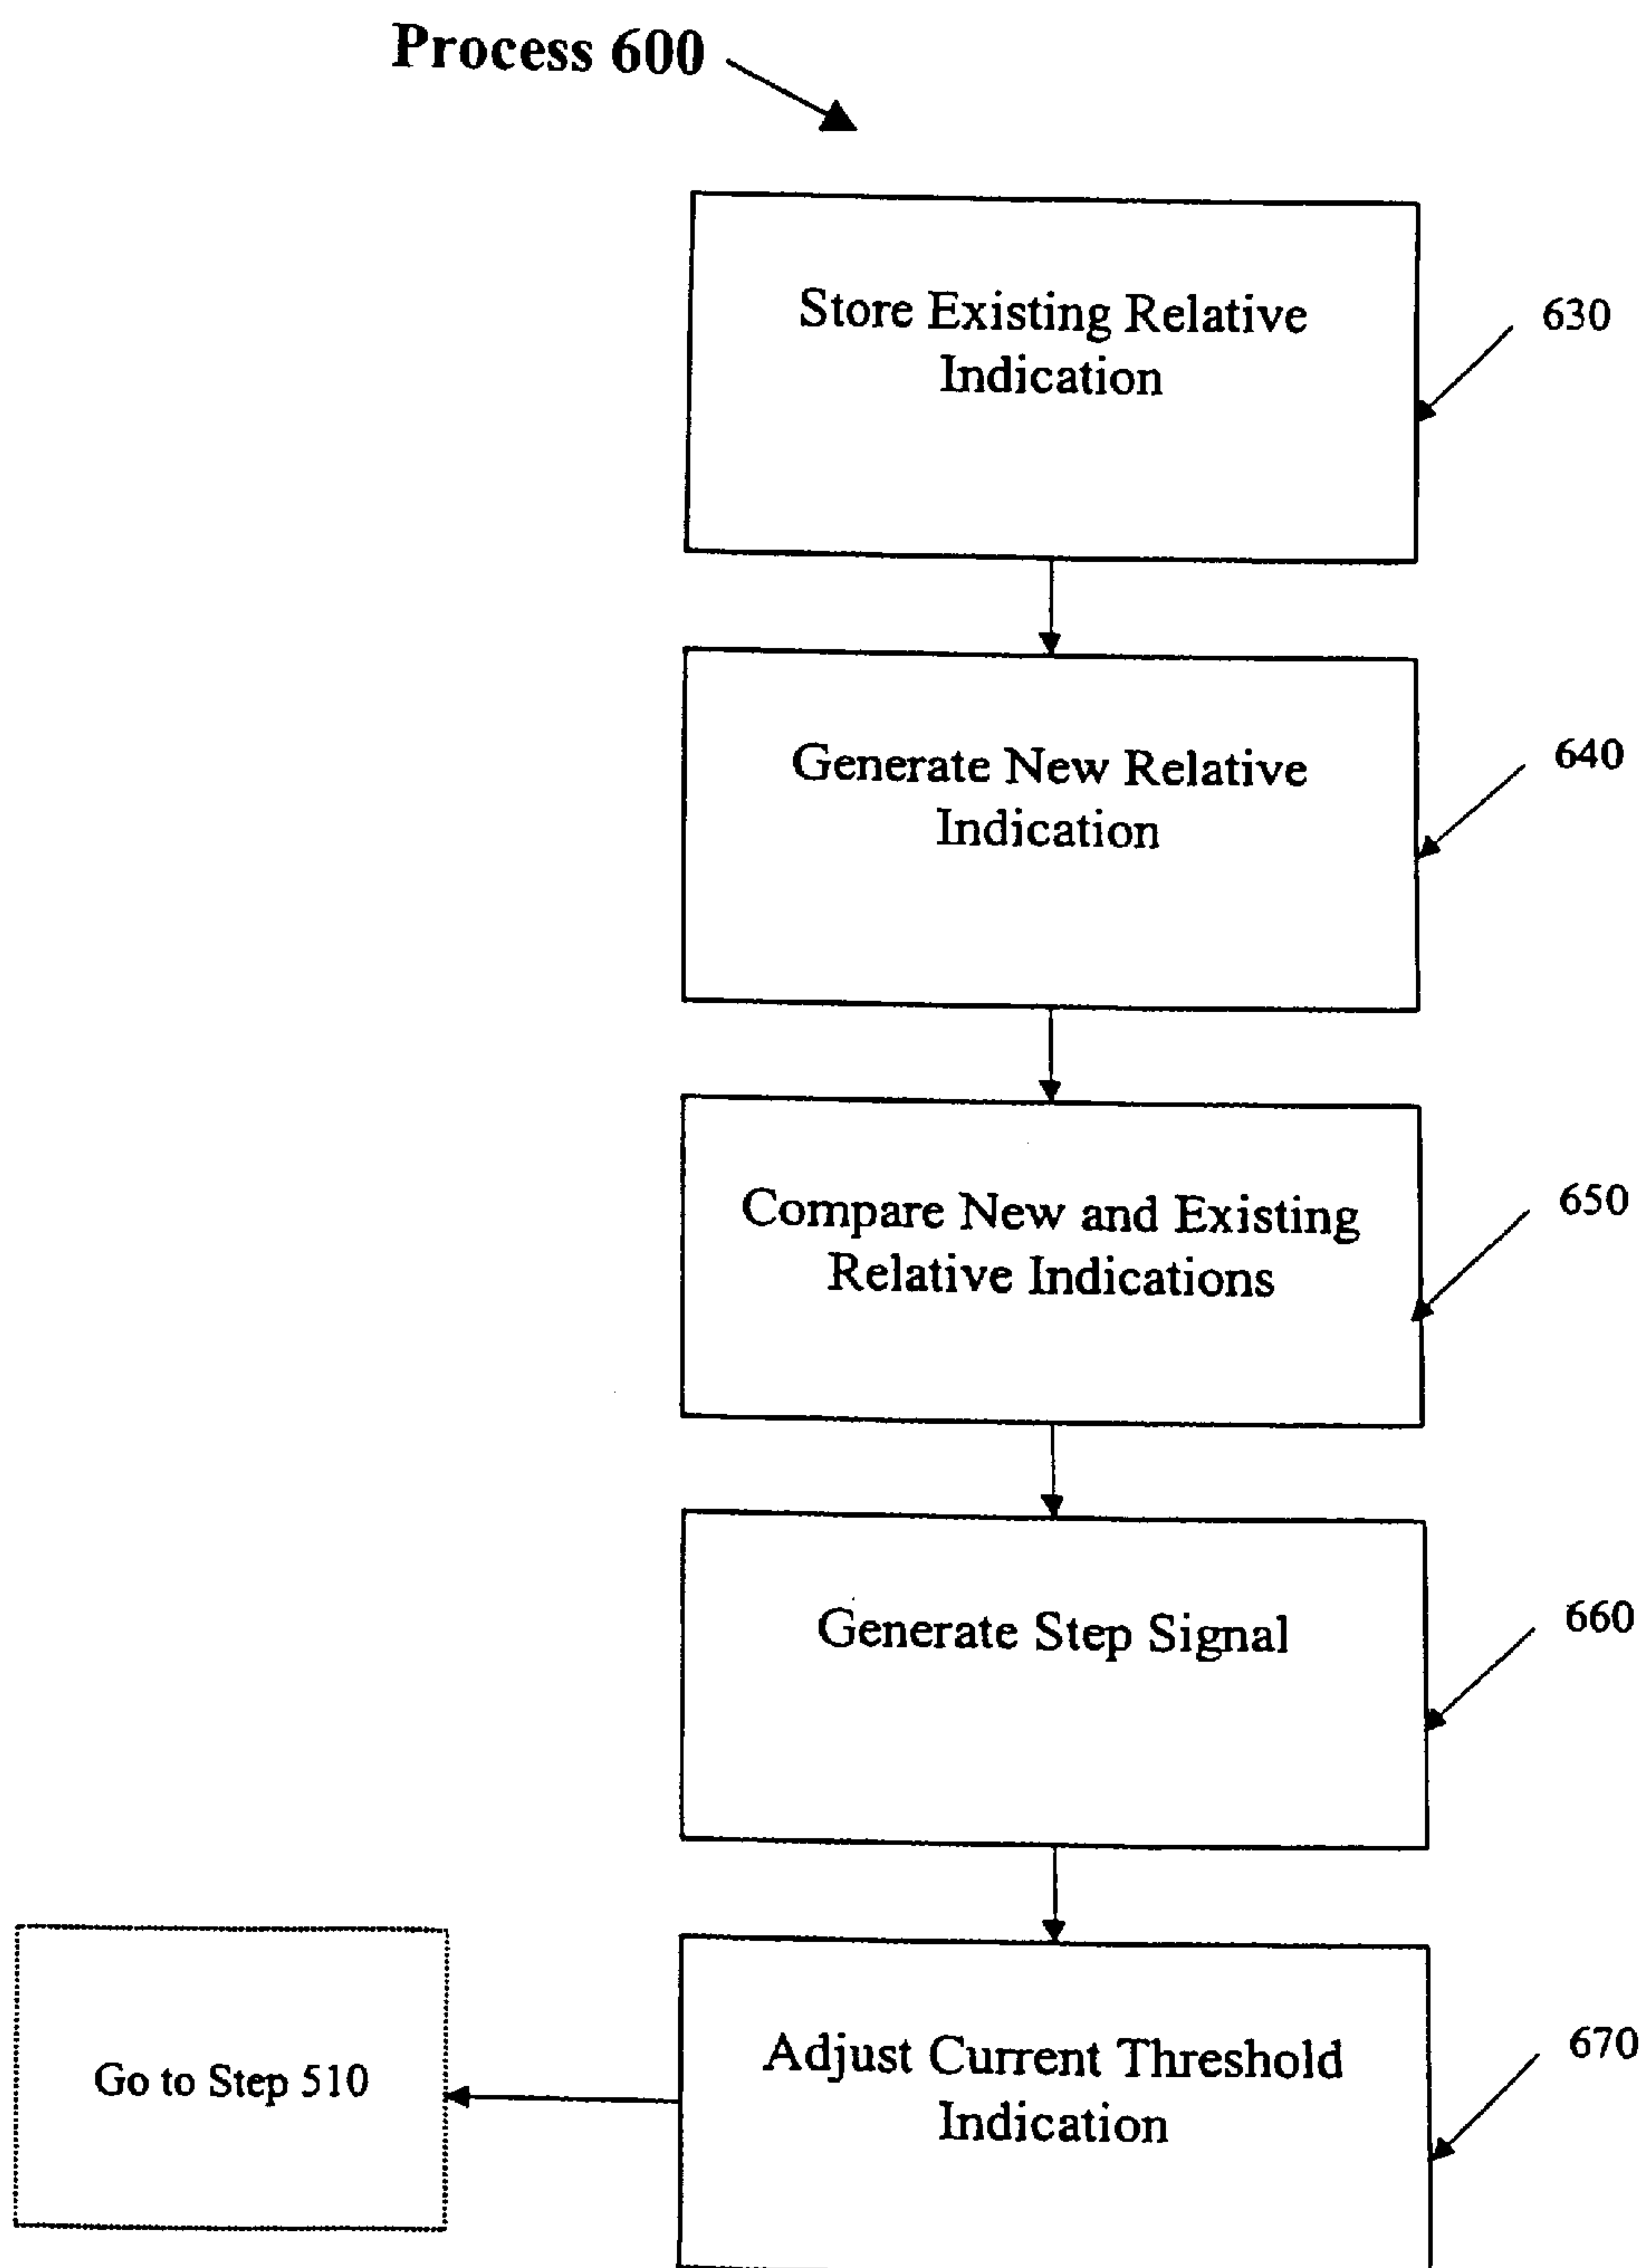 Process 600
Store Existing Relative
Indication
630
Generate New Relative
Indication
640
Compare New and Existing
Relative Indications
650
Generate Step Signal
660
Adjust Current Threshold
Indication
670
Go to Step 510